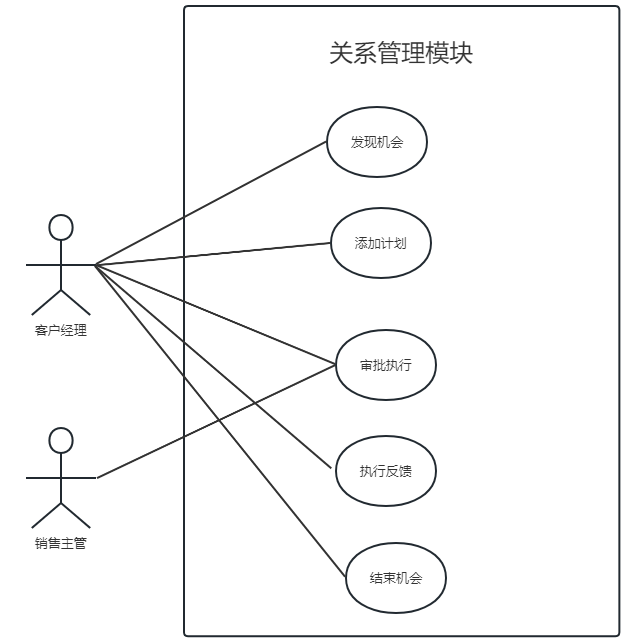 关系管理模块
发现机会
添加计划
客户经理
审批执行
执行反馈
销售主管
结束机会